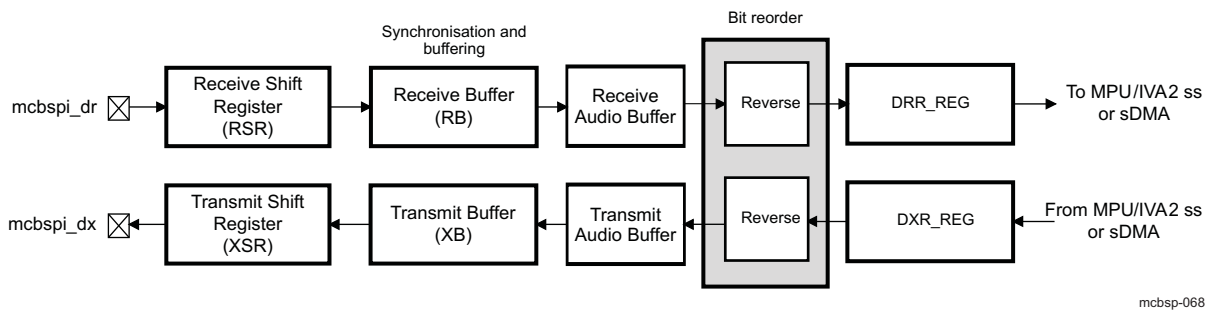 Bit reorder
Synchronisation and
buffering
mcbspi_dr
Receive Shift
Register
(RSR)
Receive Buffer
(RB)
Receive
Audio Buffer
Reverse
DRR_REG
To MPU/IVA2 ss
or sDMA
mcbspi_dx
Transmit Shift
Register
(XSR)
Transmit Buffer
(XB)
Transmit
Audio Buffer
Reverse
DXR_REG
From MPU/IVA2 ss
or sDMA
mcbsp-068